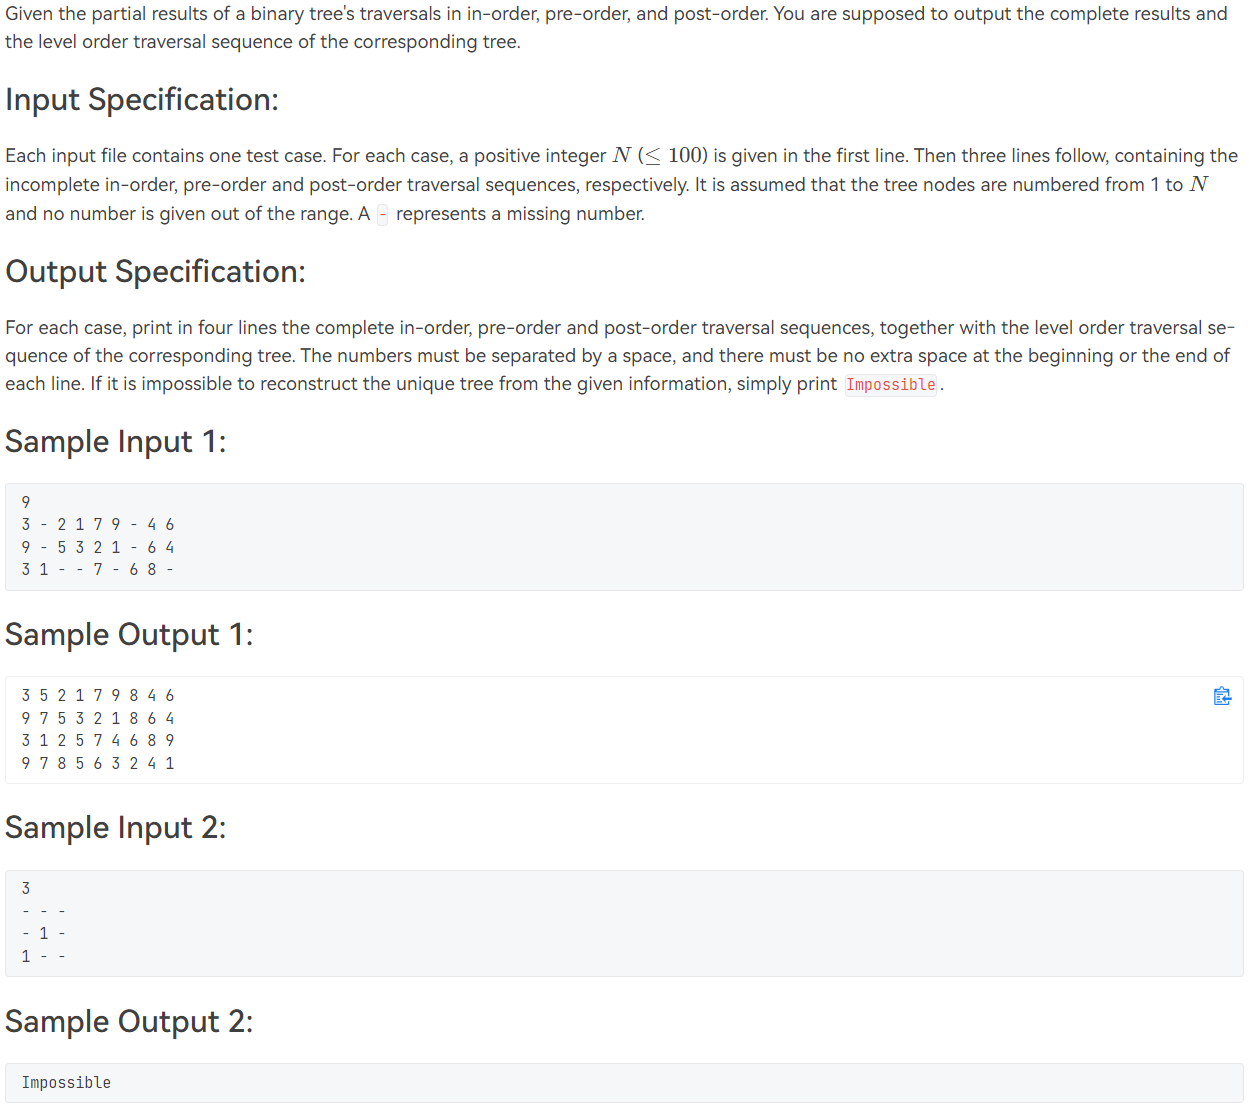 Given the partial results of a binary tree's traversals in in-order, pre-order, and post-order. You are supposed to output the complete results and
the level order traversal sequence of the corresponding tree.
Input Specification:
Each input file contains one test case. For each case, a positive integer N (≤ 100) is given in the first line. Then three lines follow, containing the
incomplete in-order, pre-order and post-order traversal sequences, respectively. It is assumed that the tree nodes are numbered from 1 to N
and no number is given out of the range. A - represents a missing number.
Output Specification:
For each case, print in four lines the complete in-order, pre-order and post-order traversal sequences, together with the level order traversal se-
quence of the corresponding tree. The numbers must be separated by a space, and there must be no extra space at the beginning or the end of
each line. If it is impossible to reconstruct the unique tree from the given information, simply print Impossible.
Sample Input 1:
9
3 - 2 1 7 9 - 4 6
9 - 5 3 2 1 - 6 4
3 1 - - 7 - 6 8 -
Sample Output 1:
3 5 2 1 7 9 8 4 6
9 7 5 3 2 1 8 6 4
3 1 2 5 7 4 6 8 9
9 7 8 5 6 3 2 4 1
Sample Input 2:
3
- - -
- 1 -
1 - -
Sample Output 2:
Impossible